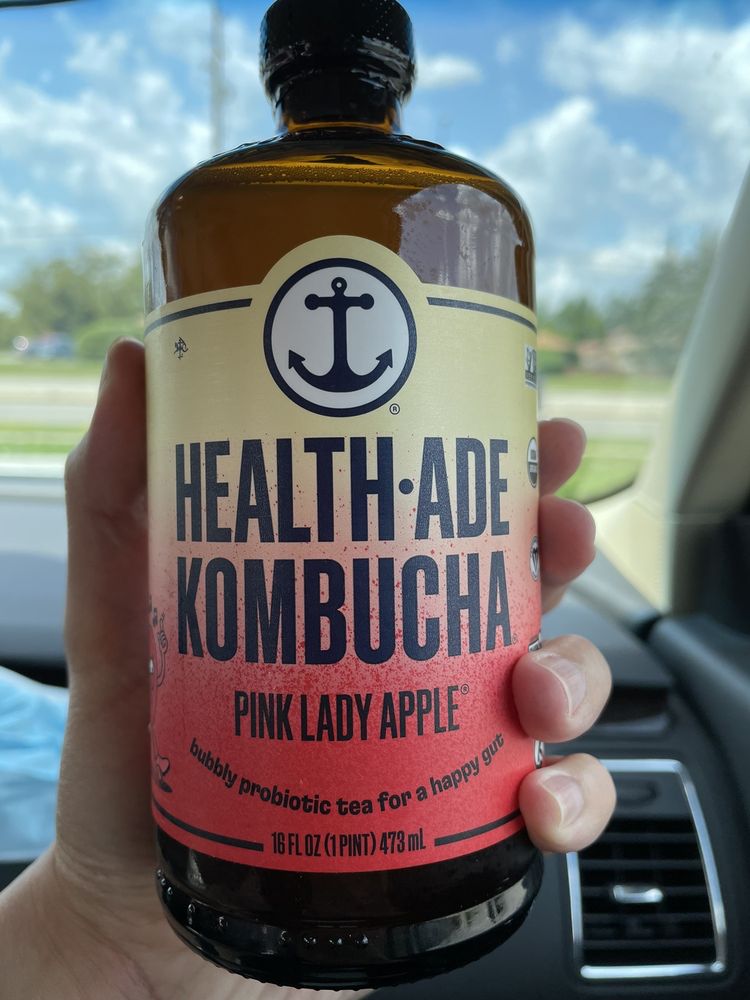 HEALTH·ADE
KOMBUCHA
PINK LADY APPLE®
bubbly probiotic tea for a happy gut
16 FL OZ (1 PINT) 473 mL